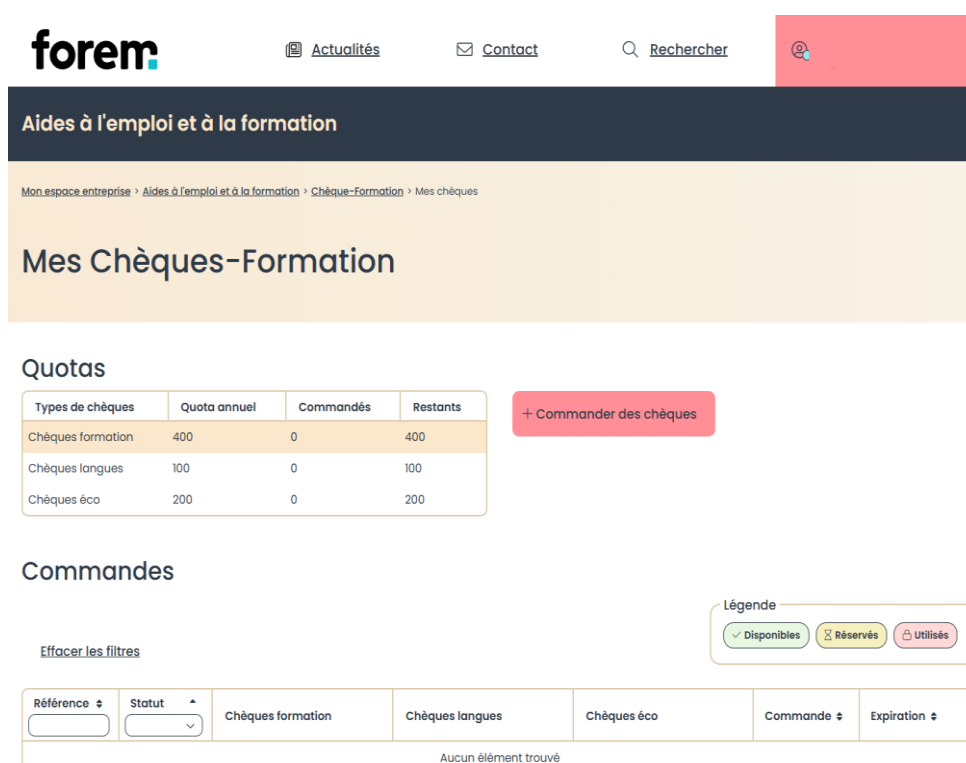 forem
Actualités
Contact
Rechercher
Aides à l'emploi et à la formation
Mon espace entreprise > Aides à l'emploi et à la formation > Chèque-Formation > Mes chèques
Mes Chèques-Formation
Quotas
Types de chèques Quota annuel Commandés Restants
Chèques formation 400 0 400
Chèques langues 100 0 100
Chèques éco 200 0 200
+ Commander des chèques
Commandes
Légende
Disponibles Réservés Utilisés
Effacer les filtres
Référence Statut Chèques formation Chèques langues Chèques éco Commande Expiration
Aucun élément trouvé